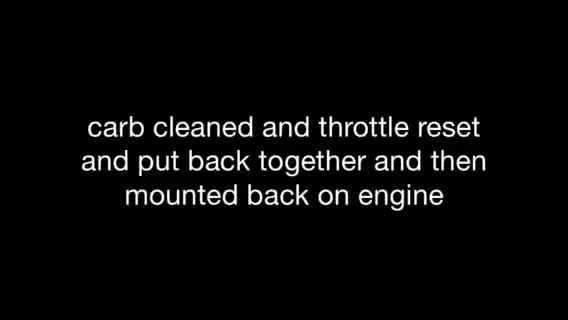 carb cleaned and throttle reset
and put back together and then
mounted back on engine